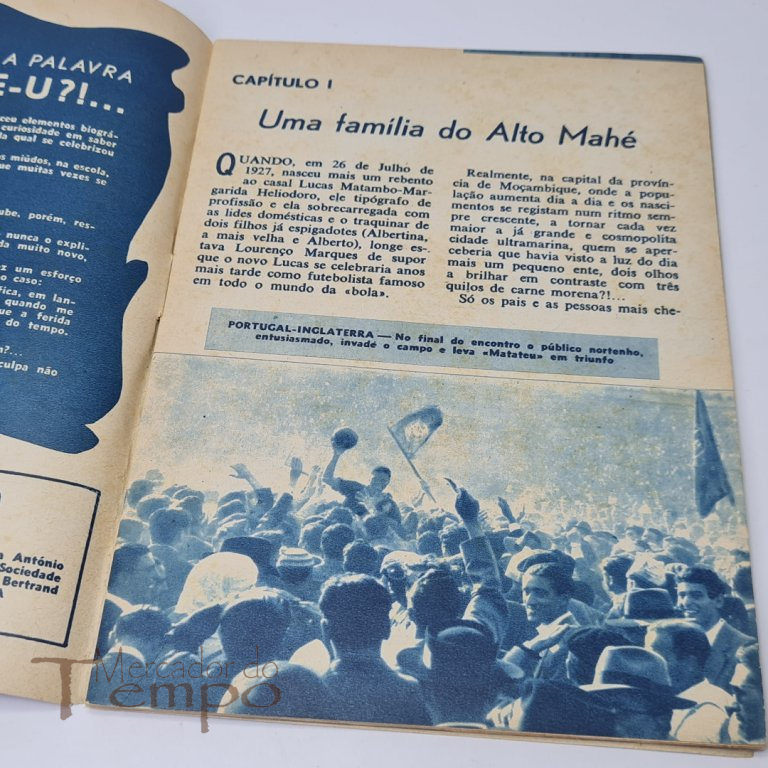 A PALAVRA
E-U?!...
ceu elementos biográ-
curiosidade em saber
la qual se celebrizou
os miúdos, na escola,
que muitas vezes se
ube, porém, res-
nunca o expli-
da muito novo,
ez um esforço
o caso:
fica, em lan-
quando me
ue a ferida
do tempo.
a?...
culpa não
a António
Sociedade
Bertrand
A
CAPÍTULO I
Uma família do Alto Mahé
QUANDO, em 26 de Julho de
1927, nasceu mais um rebento
ao casal Lucas Matambo-Mar-
garida Heliodoro, ele tipógrafo de
profissão e ela sobrecarregada com
as lides domésticas e o traquinar de
dois filhos já espigadotes (Albertina,
a mais velha e Alberto), longe es-
tava Lourenço Marques de supor
que o novo Lucas se celebraria anos
mais tarde como futebolista famoso
em todo o mundo da «bola».
Realmente, na capital da provín-
cia de Moçambique, onde a popu-
lação aumenta dia a dia e os nasci-
mentos se registam num ritmo sem-
pre crescente, a tornar cada vez
maior a já grande e cosmopolita
cidade ultramarina, quem se aper-
ceberia que havia visto a luz do dia
mais um pequeno ente, dois olhos
a brilhar em contraste com três
quilos de carne morena?!...
Só os pais e as pessoas mais che-
PORTUGAL-INGLATERRA — No final do encontro o público nortenho,
entusiasmado, invade o campo e leva «Matateu» em triunfo
Mercador do
Tempo